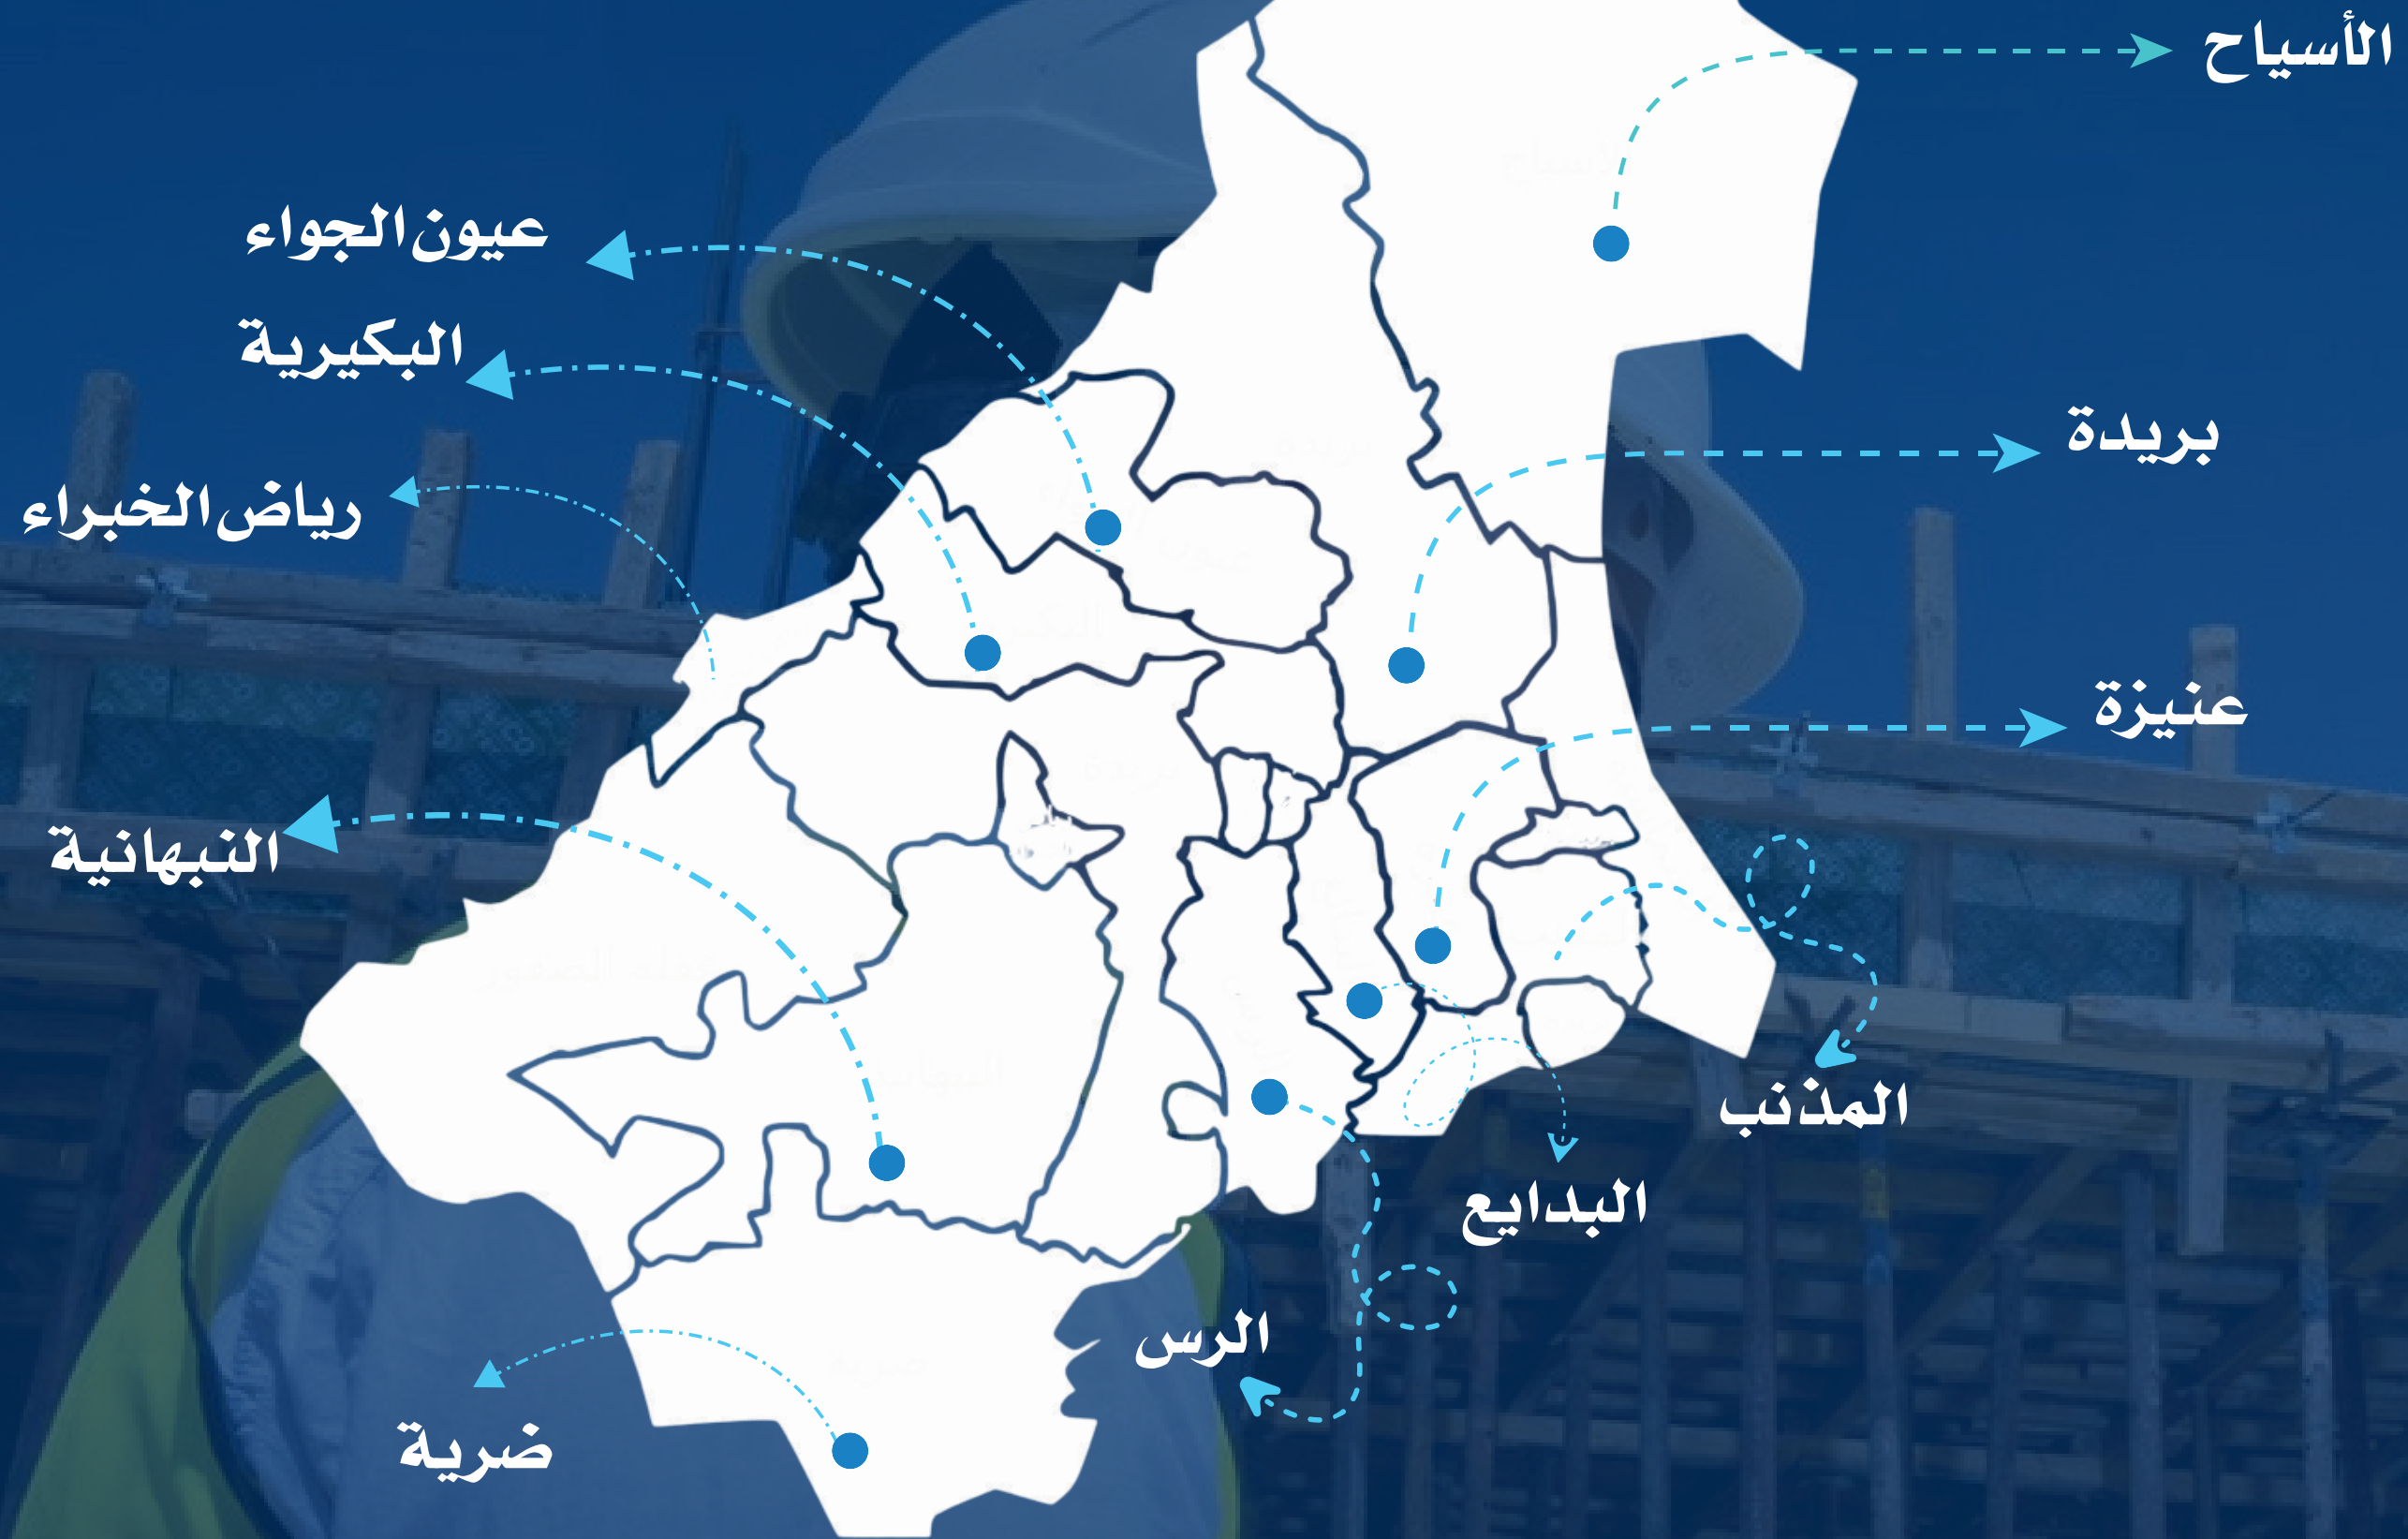 الأسياح
عيون الجواء
البكيرية
بريدة
رياض الخبراء
عنيزة
النبهانية
المذنب
البدايع
الرس
ضرية